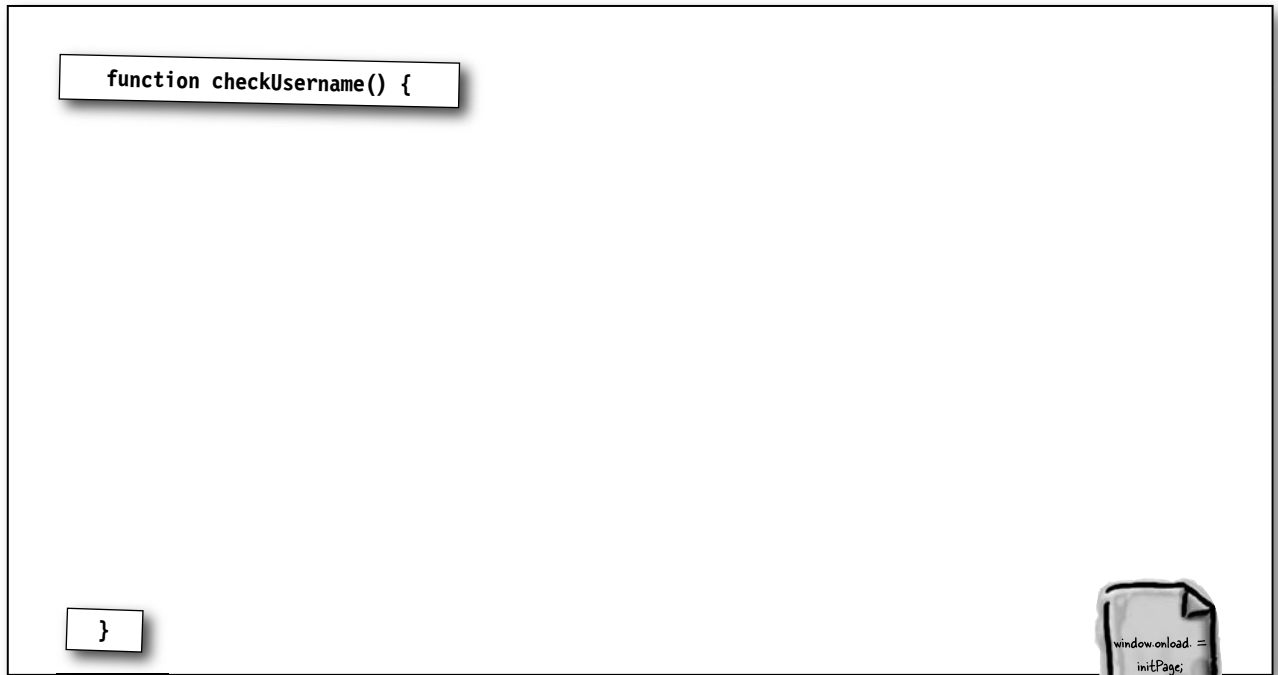 function checkUsername() {
}
window.onload. =
initPage;